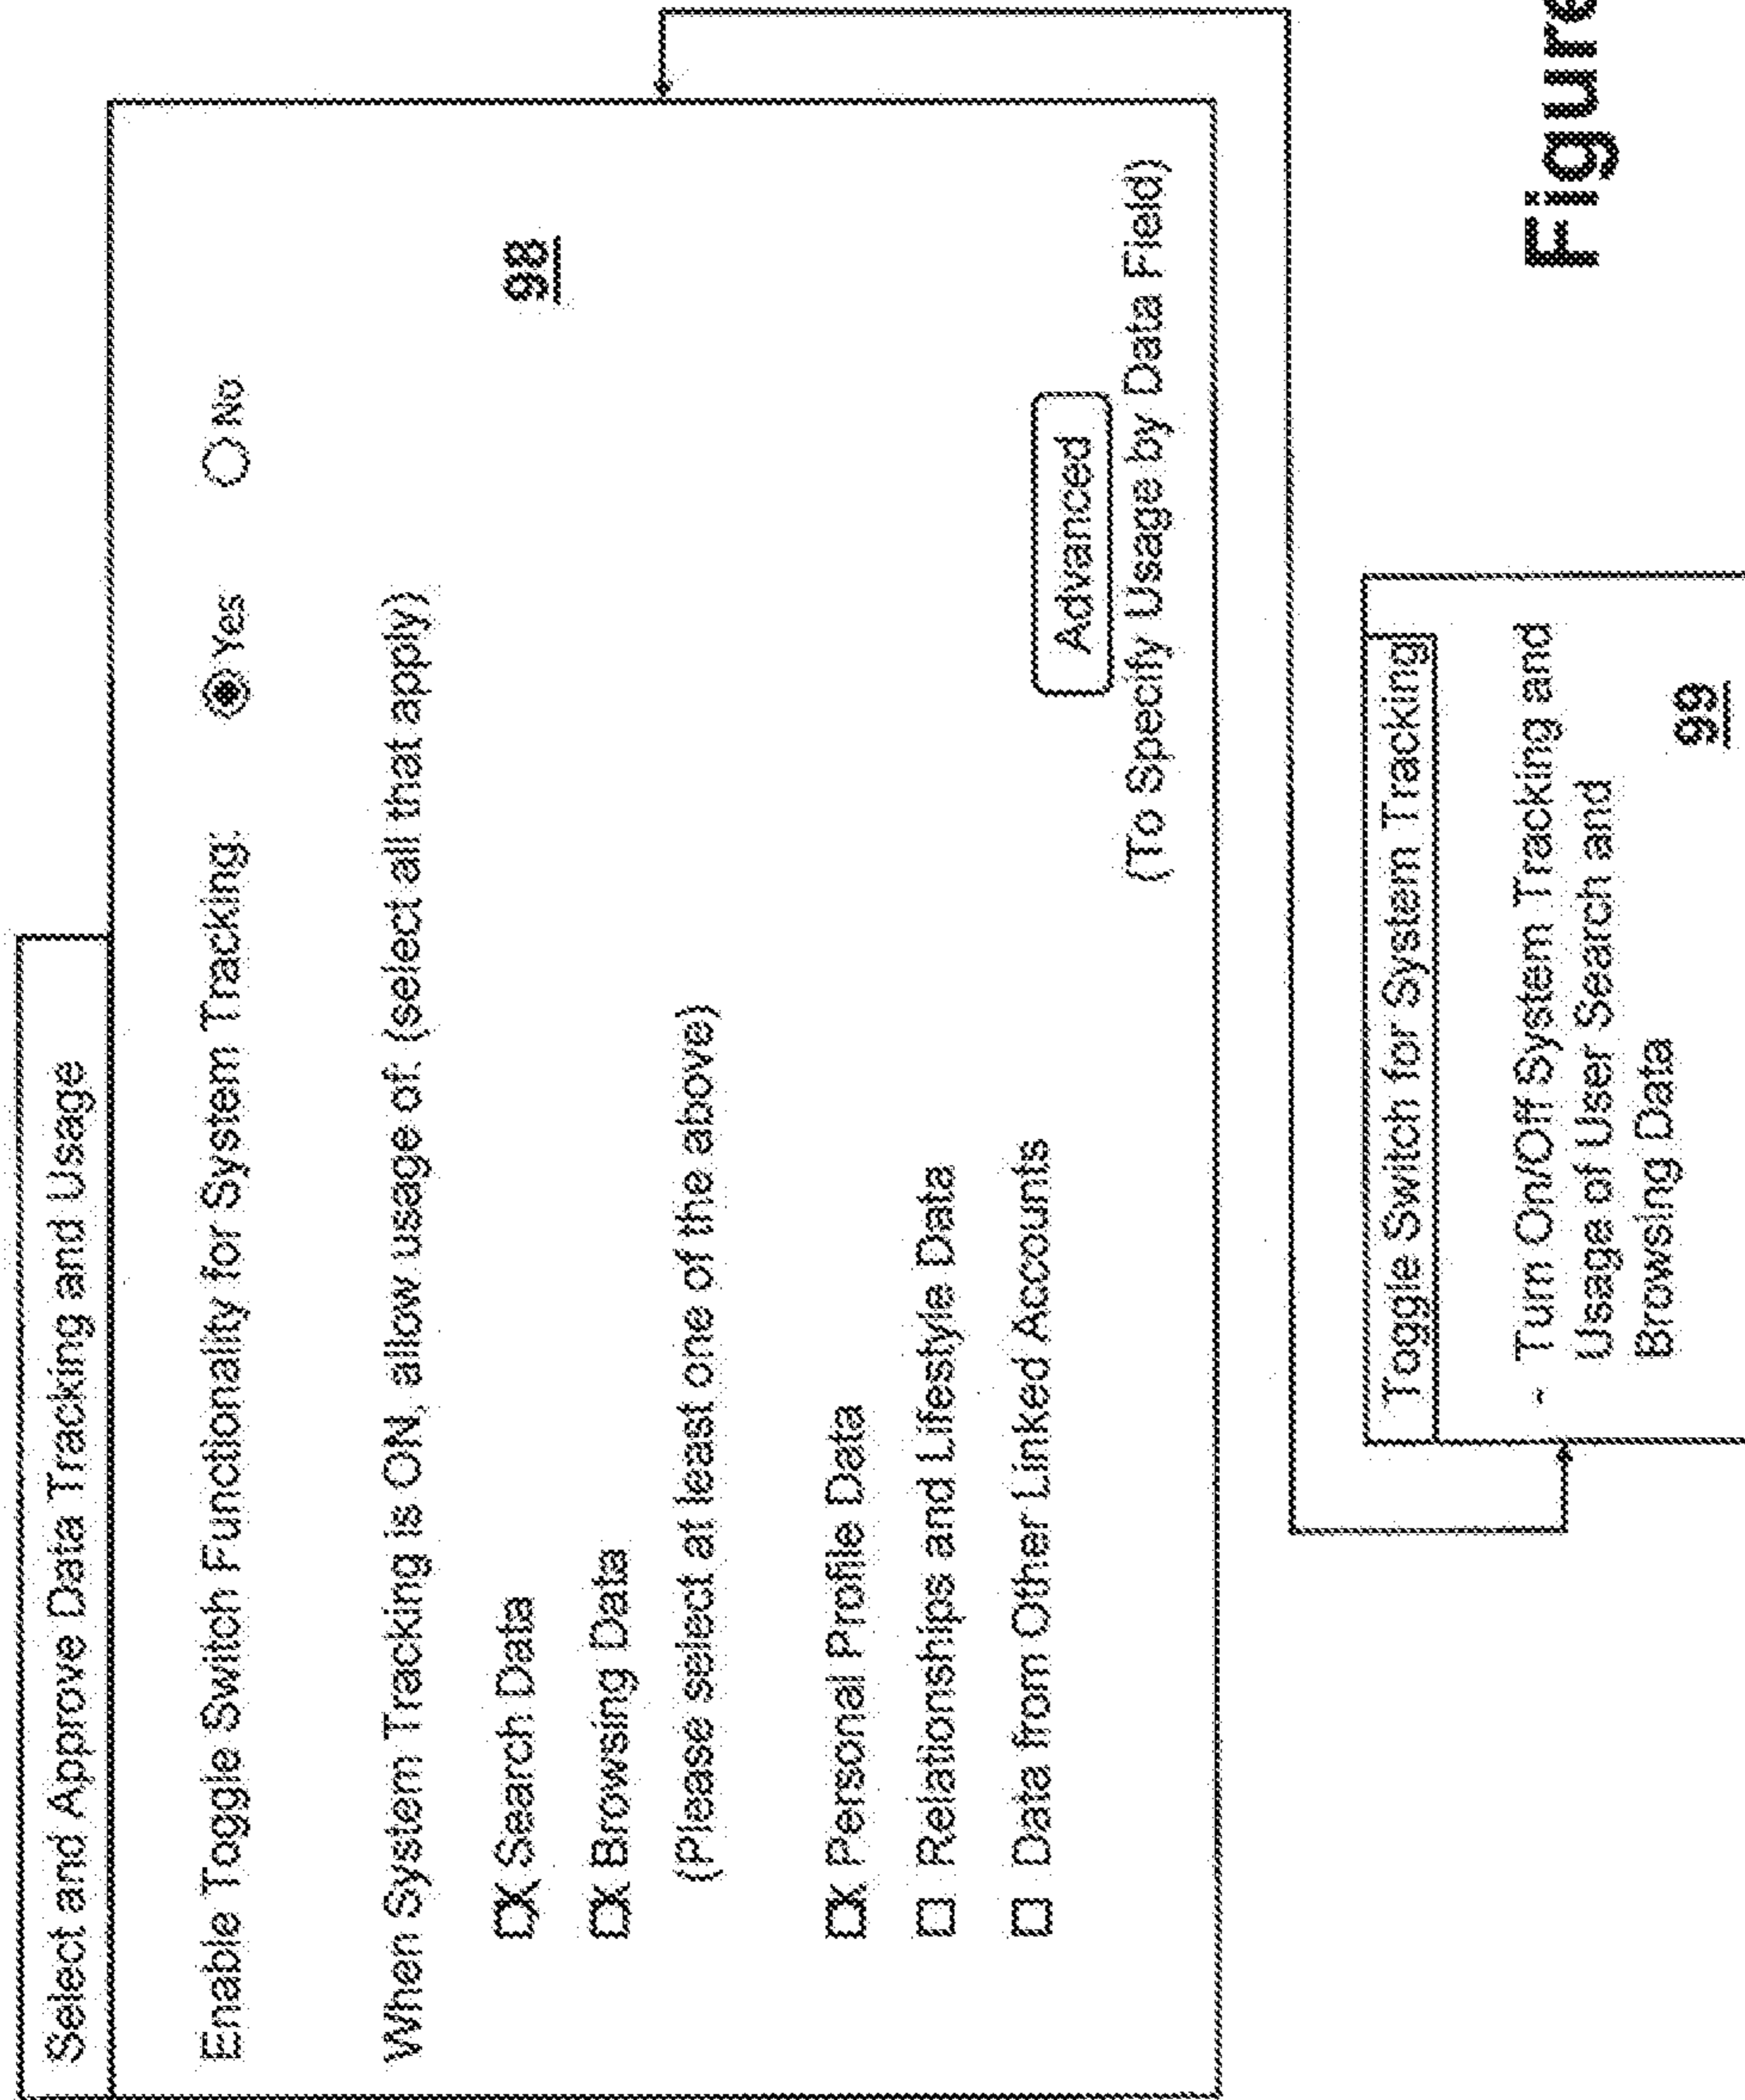 Select and Approve Data Tracking and Usage
Enable Toggle Switch Functionality for System Tracking: Yes No
When System Tracking is ON, allow usage of: (select all that apply)
Search Data
Browsing Data
(Please select at least one of the above)
98
Personal Profile Data
Relationships and Lifestyle Data
Data from Other Linked Accounts
Advanced
(To Specify Usage by Data Field)
Toggle Switch for System Tracking
- Turn On/Off System Tracking and
Usage of User Search and
Browsing Data
99
Figure